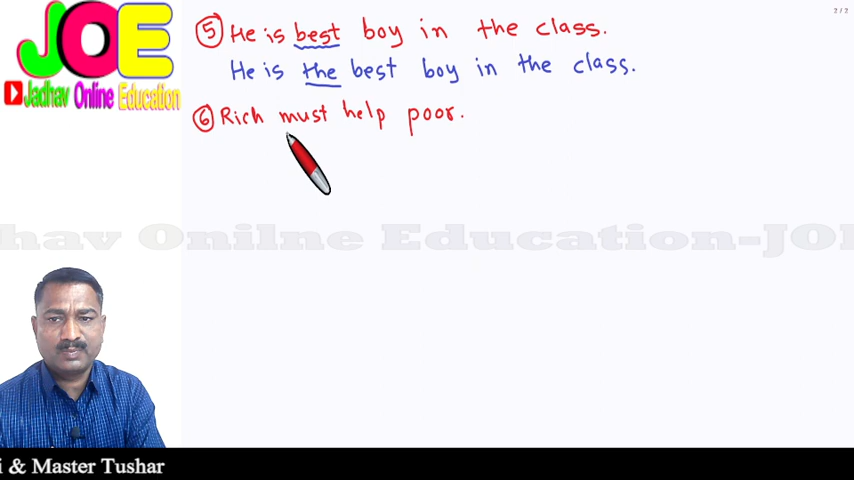 JOE
Jadhav Online Education
2/2
5 He is best boy in the class.
He is the best boy in the class.
6 Rich must help poor.
hav Onilne Education-JO
i & Master Tushar